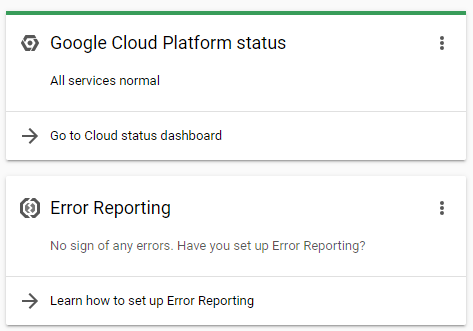 Google Cloud Platform status
All services normal
Go to Cloud status dashboard
Error Reporting
No sign of any errors. Have you set up Error Reporting?
Learn how to set up Error Reporting